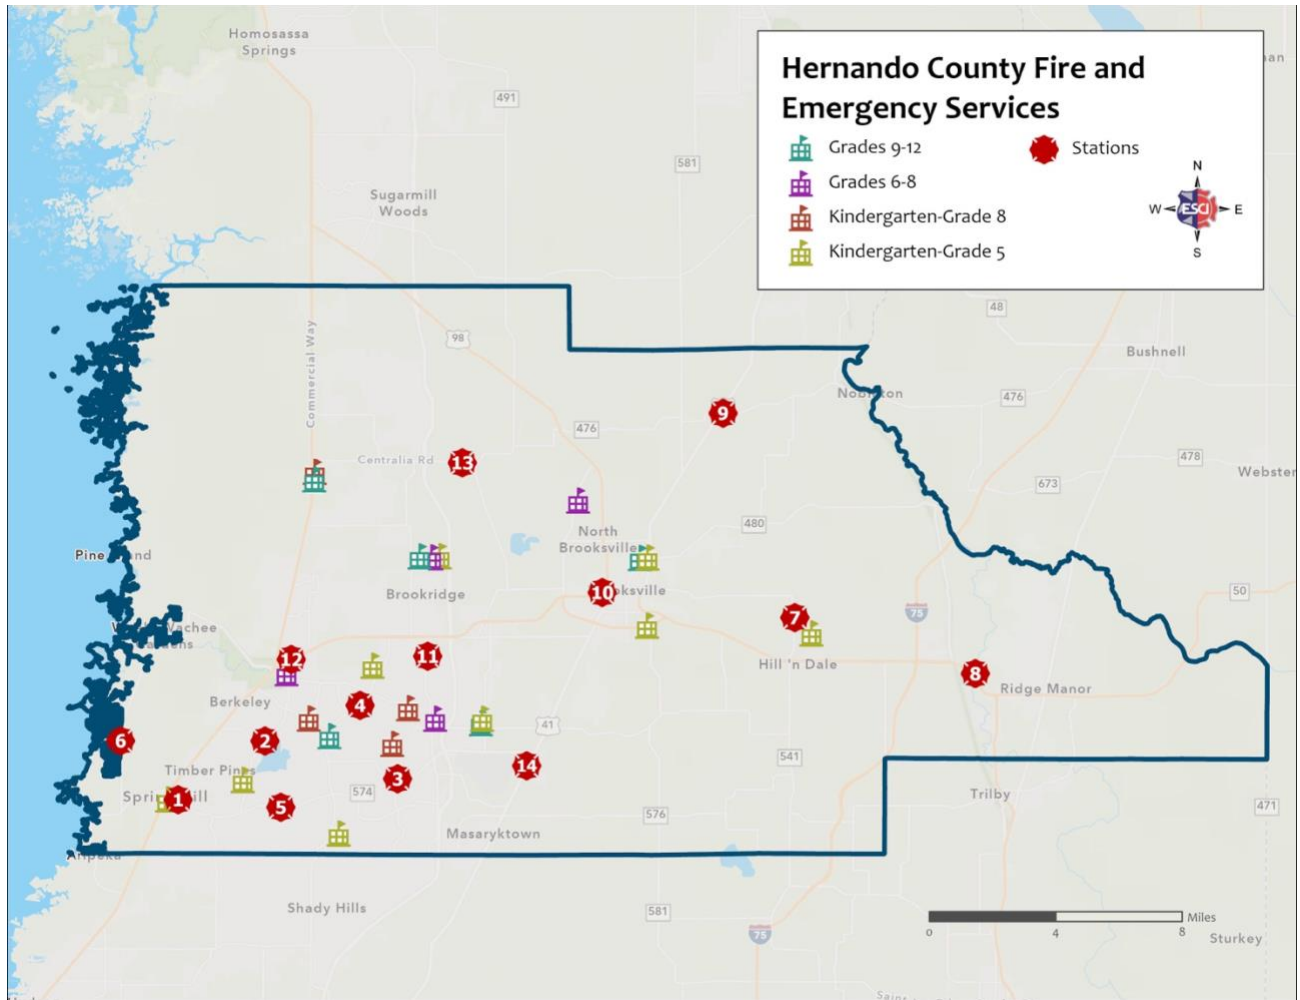 Homosassa
Springs
491
581
Sugarmill
Woods
Hernando County Fire and
Emergency Services
Grades 9-12
Stations
Grades 6-8
Kindergarten-Grade 8
Kindergarten-Grade 5
N
W
ESCI
E
S
48
Commercial Way
98
Bushnell
476
9
476
Centralia Rd
13
478
Webster
673
480
North
Brooksville
Pine
10
Brookridge
50
7
75
12
11
Hill 'n Dale
8
Ridge Manor
Berkeley
4
6
2
41
14
541
Timber Pines
3
574
1
5
Trilby
471
576
Masaryktown
Aripeka
Shady Hills
581
75
Miles
0
4
8
Sturkey